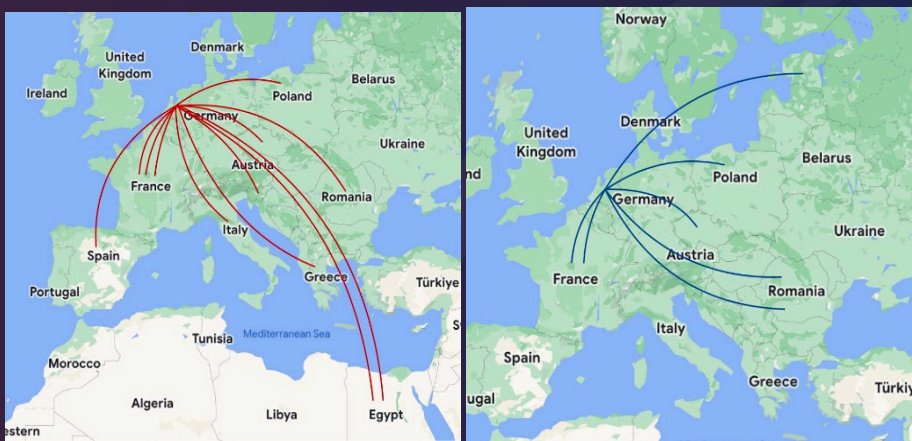 Denmark
United
Kingdom
Ireland
Belarus
Poland
Germany
Ukraine
Austria
France
Romania
Italy
Spain
Greece
Portugal
Türkiye
Mediterranean Sea
Tunisia
Morocco
Algeria
Libya
Egypt
estern
Norway
Denmark
United
Kingdom
nd
Belarus
Poland
Germany
Ukraine
Austria
France
Romania
Italy
Spain
Greece
Türkiy
ugal